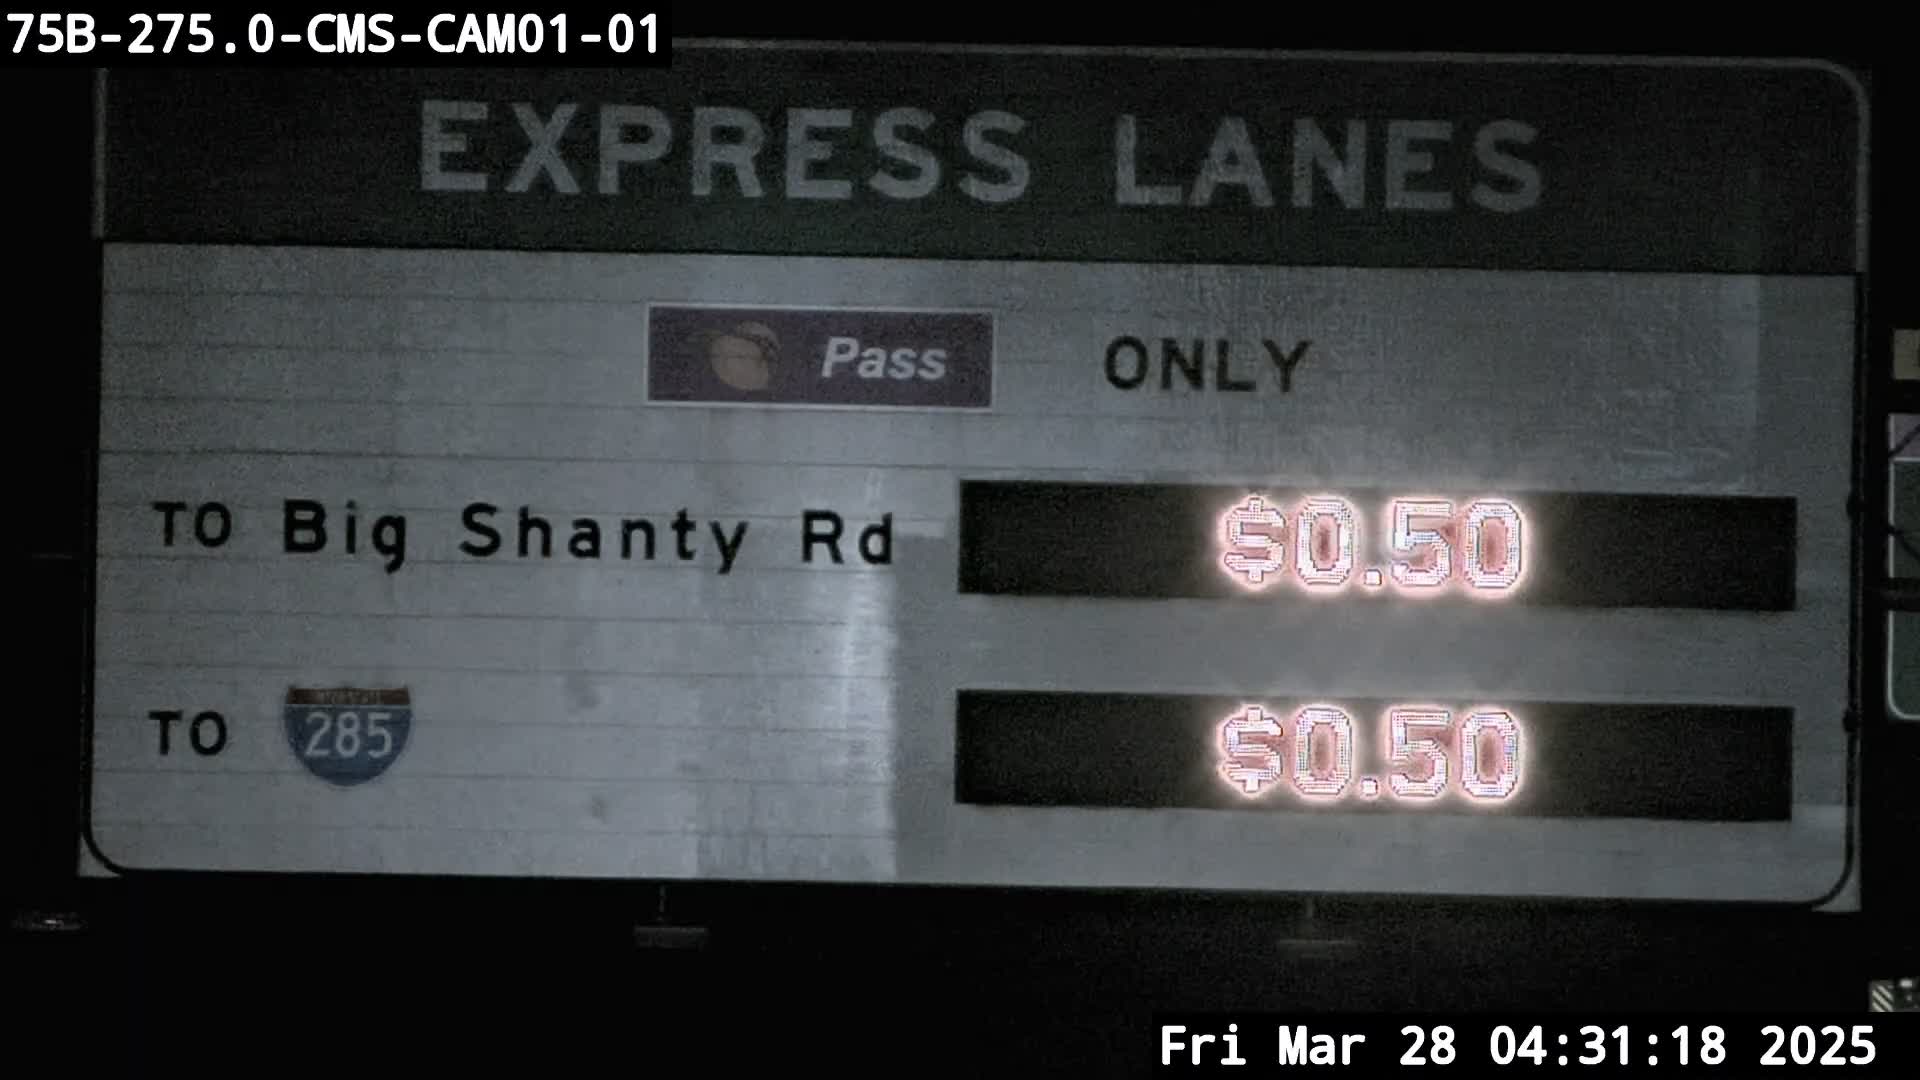 75B-275.0-CMS-CAM01-01
EXPRESS LANES
Pass ONLY
TO Big Shanty Rd $0.50
TO 285 $0.50
Fri Mar 28 04:31:18 2025